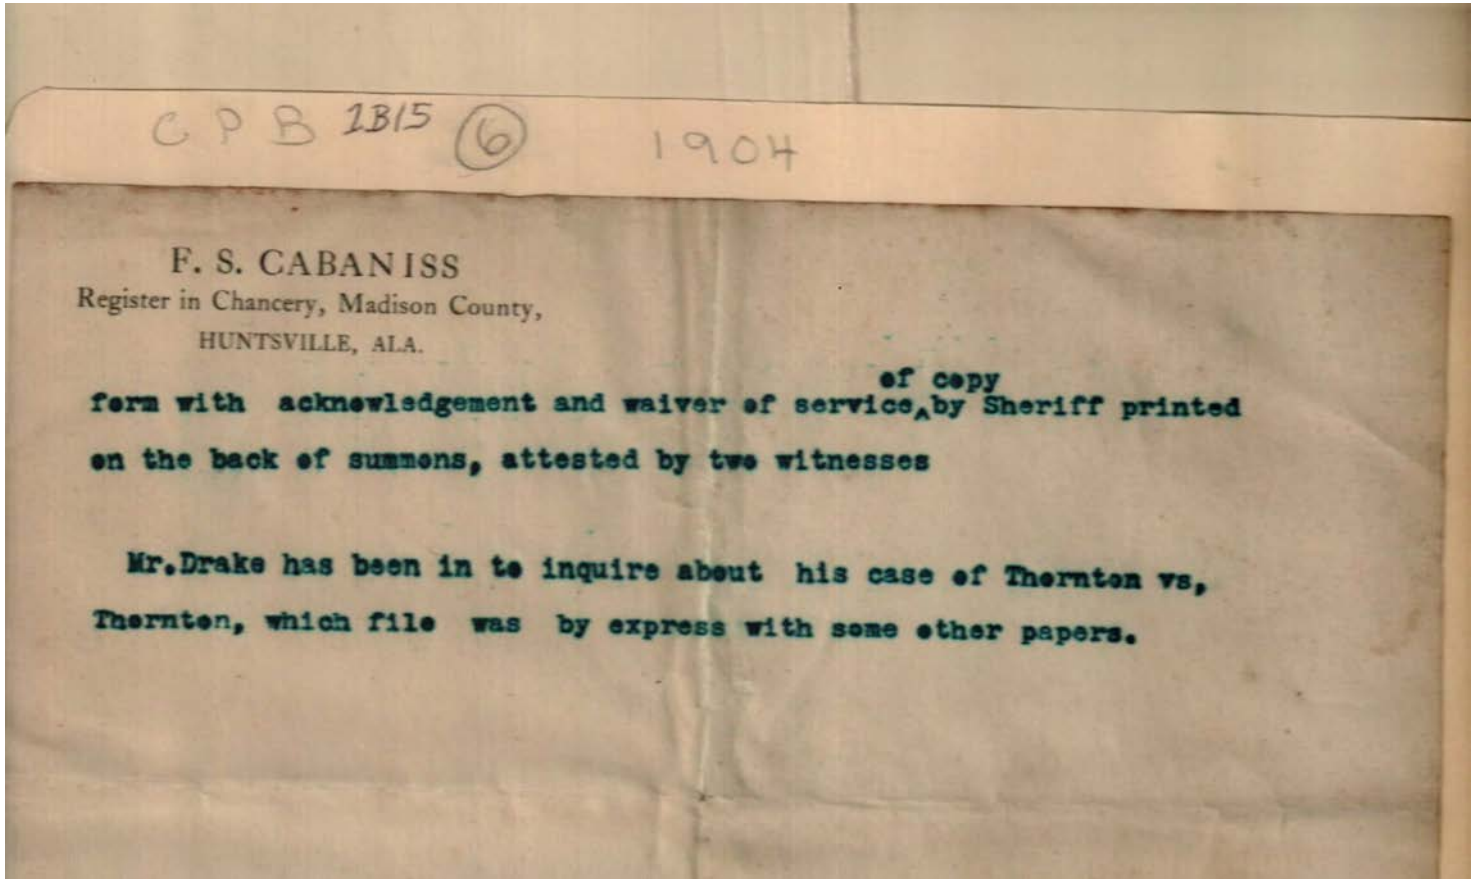 C P B 1B15 6 1904
F. S. CABANISS
Register in Chancery, Madison County,
HUNTSVILLE, ALA.
of copy
form with acknowledgement and waiver of service ^ by Sheriff printed
on the back of summons, attested by two witnesses
Mr.Drake has been in to inquire about his case of Thornton vs,
Thornton, which file was by express with some other papers.